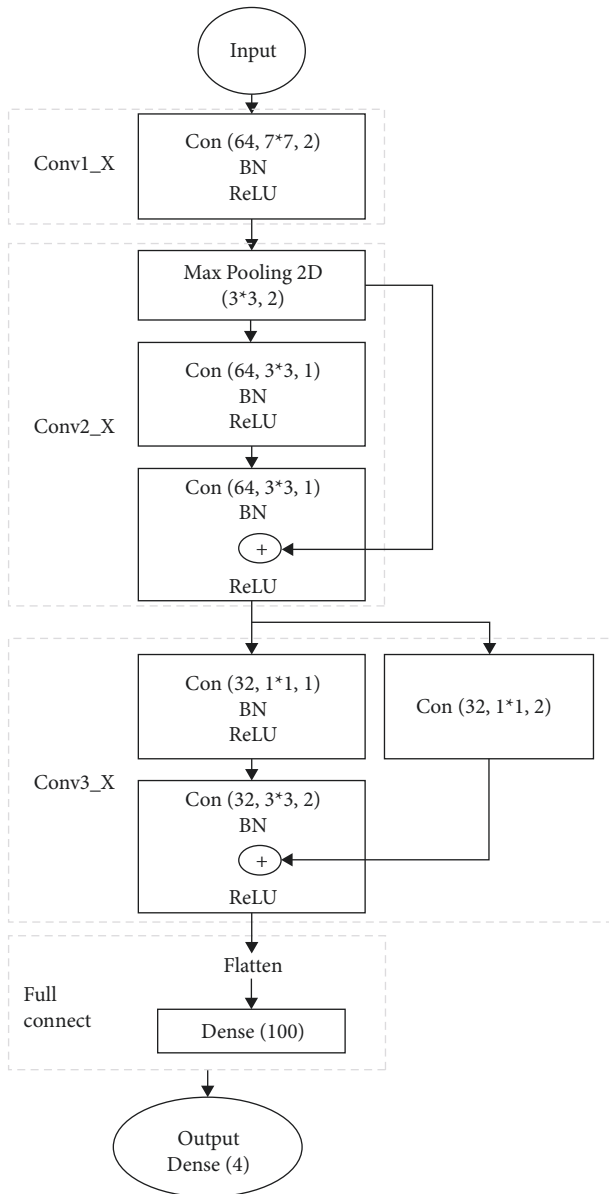 Input
Conv1_X
Con (64, 7*7, 2)
BN
ReLU
Conv2_X
Max Pooling 2D
(3*3, 2)
Con (64, 3*3, 1)
BN
ReLU
Con (64, 3*3, 1)
BN
+
ReLU
Conv3_X
Con (32, 1*1, 1)
BN
ReLU
Con (32, 1*1, 2)
Con (32, 3*3, 2)
BN
+
ReLU
Full
connect
Flatten
Dense (100)
Output
Dense (4)